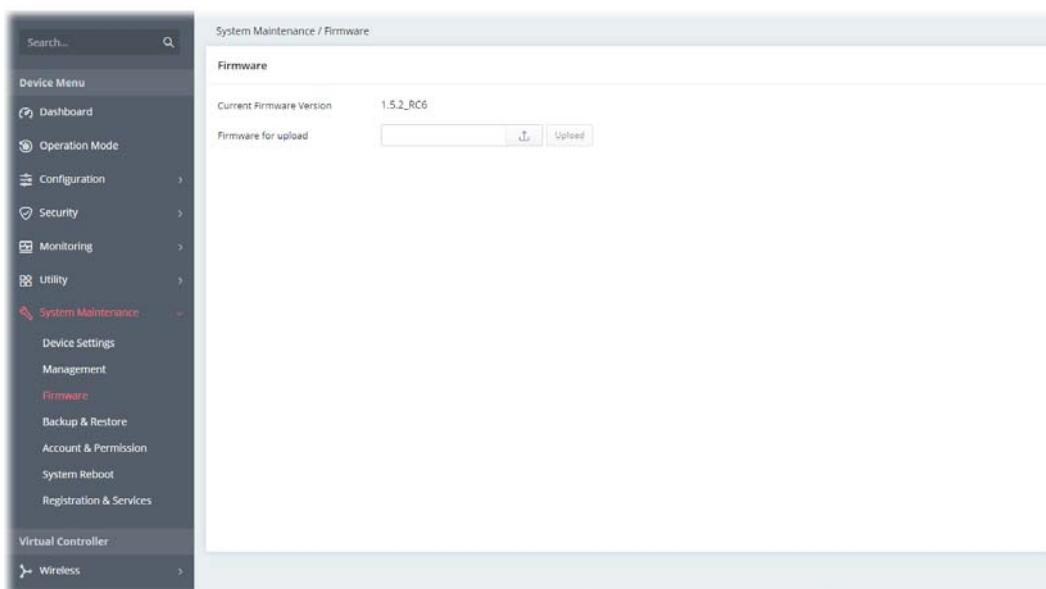 Search...
Device Menu
Dashboard
Operation Mode
Configuration
Security
Monitoring
Utility
System Maintenance
Device Settings
Management
Firmware
Backup & Restore
Account & Permission
System Reboot
Registration & Services
Virtual Controller
Wireless
System Maintenance / Firmware
Firmware
Current Firmware Version 1.5.2_RC6
Firmware for upload Upload